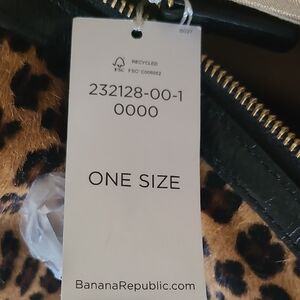 RECYCLED
FSC
232128-00-1
0000
ONE SIZE
BananaRepublic.com